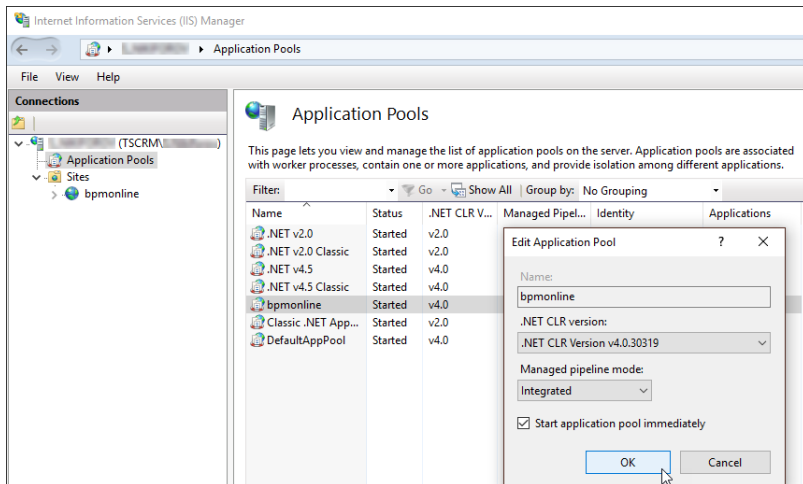 Internet Information Services (IIS) Manager
Application Pools
File View Help
Connections
(TSCRM\ )
Application Pools
Sites
bpmonline
Application Pools
This page lets you view and manage the list of application pools on the server. Application pools are associated
with worker processes, contain one or more applications, and provide isolation among different applications.
Filter: Go Show All Group by: No Grouping
Name Status .NET CLR V... Managed Pipel... Identity Applications
.NET v2.0 Started v2.0
.NET v2.0 Classic Started v2.0
.NET v4.5 Started v4.0
.NET v4.5 Classic Started v4.0
bpmonline Started v4.0
Classic .NET App... Started v2.0
DefaultAppPool Started v4.0
Edit Application Pool ?
Name:
bpmonline
.NET CLR version:
.NET CLR Version v4.0.30319
Managed pipeline mode:
Integrated
Start application pool immediately
OK Cancel